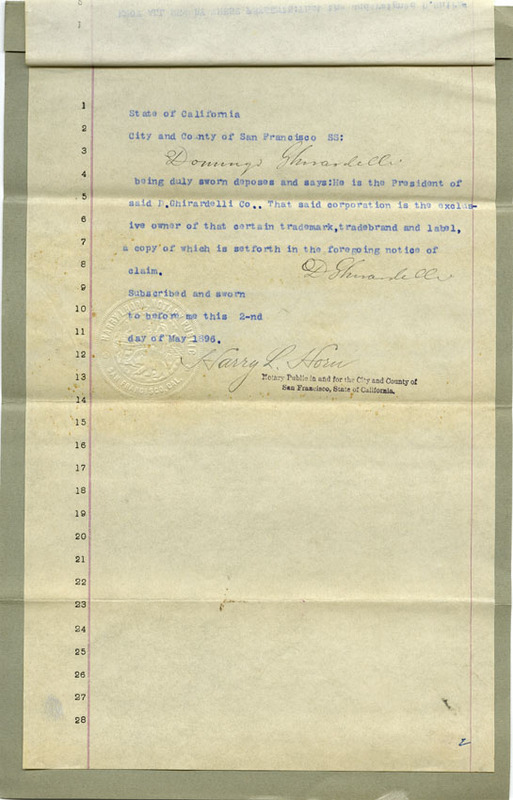 1
2
3
4
5
6
7
8
9
10
11
12
13
14
15
16
17
18
19
20
21
22
23
24
25
26
27
28
State of California
City and County of San Francisco SS:
Domingo Ghirardelli
being duly sworn deposes and says:He is the President of
said D.Ghirardelli Co.. That said corporation is the exclus-
ive owner of that certain trademark,tradebrand and label,
a copy of which is setforth in the foregoing notice of
claim.
D Ghirardelli
Subscribed and sworn
to before me this 2-nd
day of May 1896.
Harry L. Horn
Notary Public in and for the City and County of
San Francisco, State of California.
2